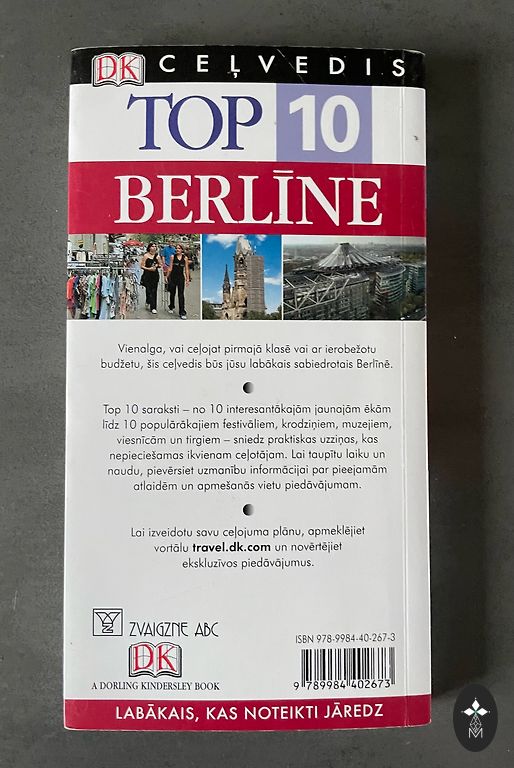 DK CEĻVEDIS
TOP 10
BERLĪNE
Vienalga, vai ceļojat pirmajā klasē vai ar ierobežotu
budžetu, šis ceļvedis būs jūsu labākais sabiedrotais Berlīnē.
Top 10 saraksti – no 10 interesantākajām jaunajām ēkām
līdz 10 populārākajiem festivāliem, krodziņiem, muzejiem,
viesnīcām un tirgiem – sniedz praktiskas uzziņas, kas
nepieciešamas ikvienam ceļotājam. Lai taupītu laiku un
naudu, pievērsiet uzmanību informācijai par pieejamām
atlaidēm un apmešanās vietu piedāvājumam.
Lai izveidotu savu ceļojuma plānu, apmeklējiet
vortālu travel.dk.com un novērtējiet
ekskluzīvos piedāvājumus.
ZVAIGZNE ABC
DK
A DORLING KINDERSLEY BOOK
ISBN 978-9984-40-267-3
9 789984 402673
LABĀKAIS, KAS NOTEIKTI JĀREDZ
M